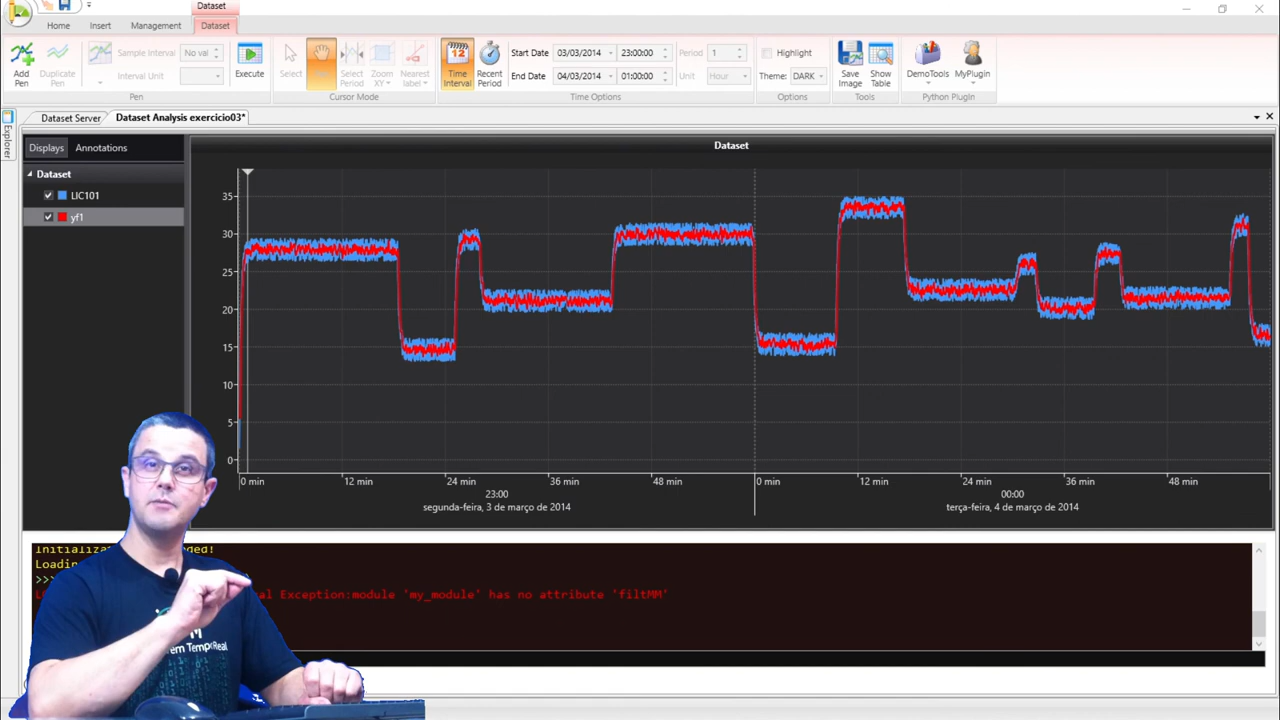 Dataset
Home Insert Management Dataset
Add Pen
Duplicate Pen
Sample Interval No val
Interval Unit
Pen
Execute
Select
Select Period
Zoom XY
Nearest label
Cursor Mode
Time Interval
Recent Period
Start Date 03/03/2014 23:00:00
End Date 04/03/2014 01:00:00
Period 1
Unit Hour
Time Options
Highlight
Theme: DARK
Options
Save Image
Show Table
Tools
DemoTools
MyPlugin
Python PlugIn
Explorer
Dataset Server Dataset Analysis exercicio03*
Displays Annotations
Dataset
LIC101
yf1
Dataset
35
30
25
20
15
10
5
0
0 min 12 min 24 min 36 min 48 min 0 min 12 min 24 min 36 min 48 min
23:00 00:00
segunda-feira, 3 de março de 2014 terça-feira, 4 de março de 2014
>>>
Exception:module 'my_module' has no attribute 'filtMM'